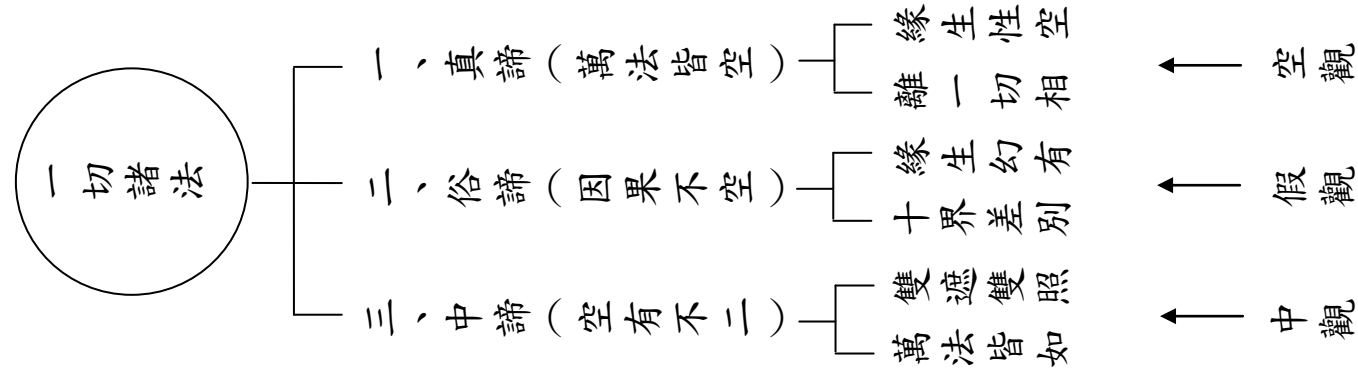 一切諸法
一、真諦（萬法皆空）
緣生性空
離一切相
空觀
二、俗諦（因果不空）
緣生幻有
十界差別
假觀
三、中諦（空有不二）
雙遮雙照
萬法皆如
中觀